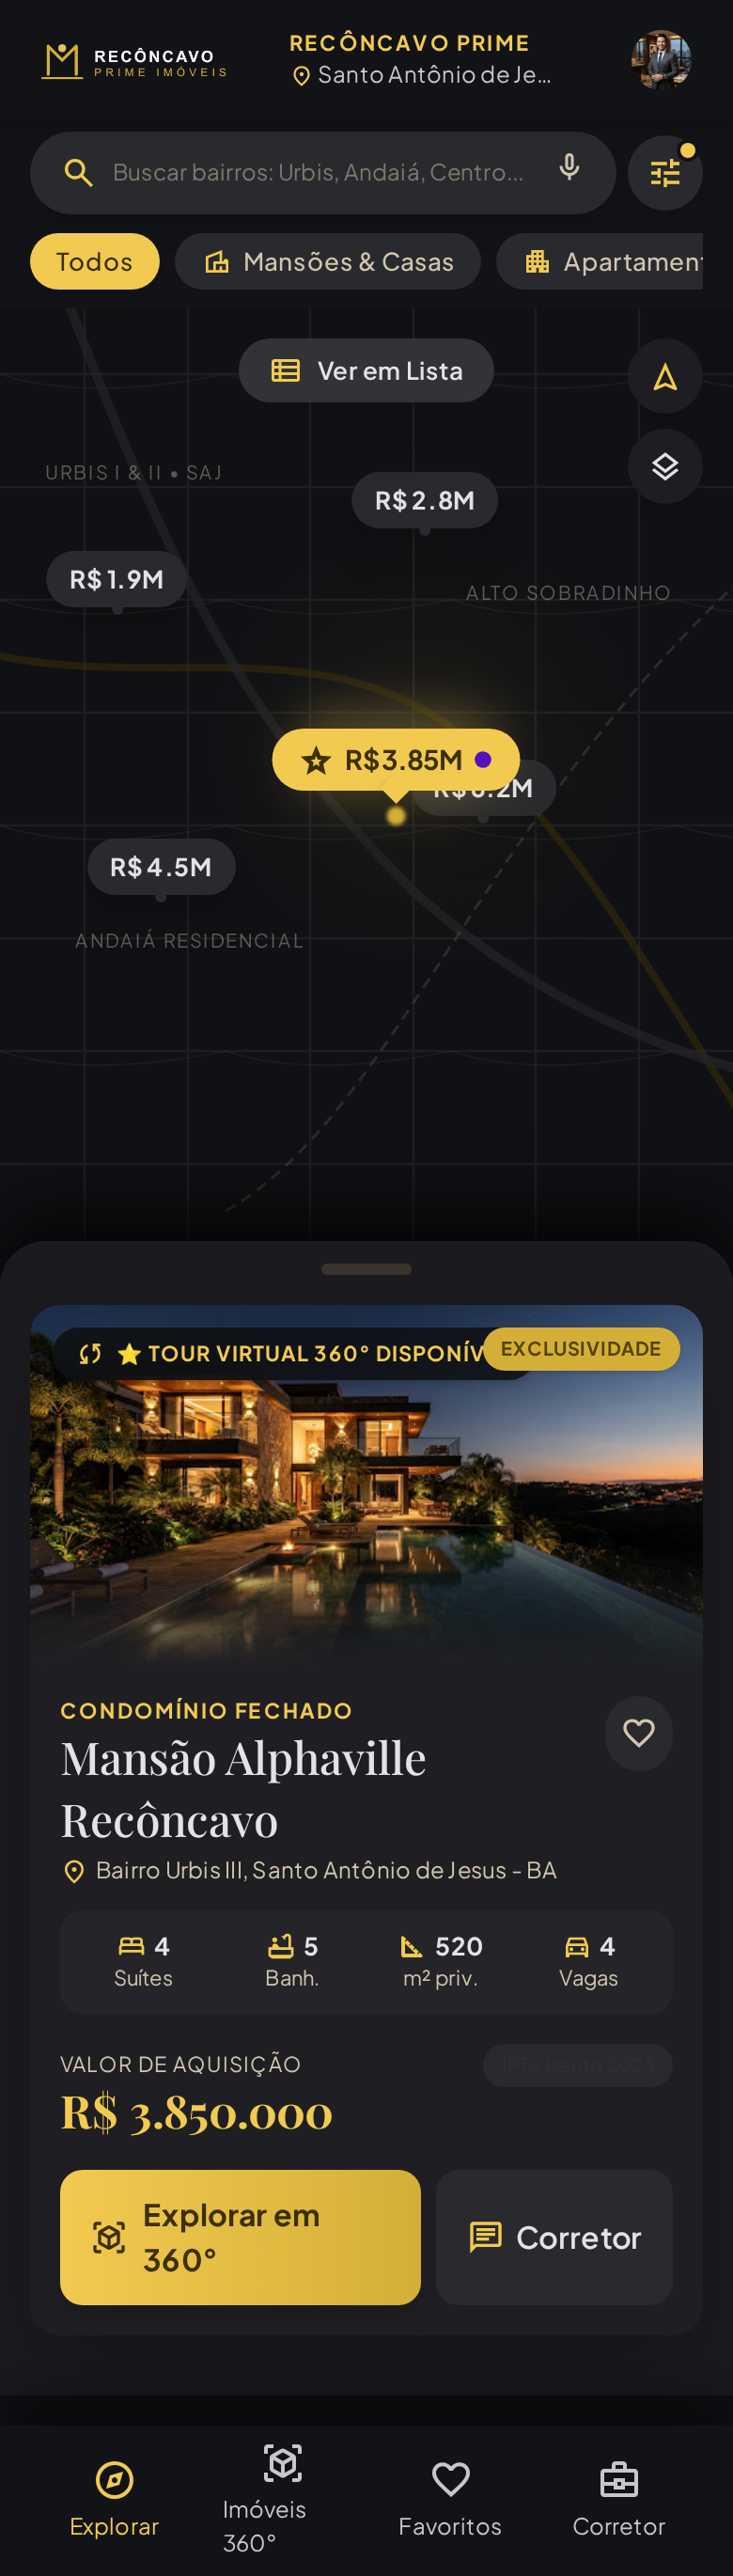 RECÔNCAVO
PRIME IMÓVEIS
RECÔNCAVO PRIME
Santo Antônio de Je...
Buscar bairros: Urbis, Andaiá, Centro...
Todos
Mansões & Casas
Apartament
Ver em Lista
URBIS I & II • SAJ
R$ 2.8M
R$ 1.9M
ALTO SOBRADINHO
R$3.85M
R$ 4.5M
ANDAIÁ RESIDENCIAL
TOUR VIRTUAL 360° DISPONÍV
EXCLUSIVIDADE
CONDOMÍNIO FECHADO
Mansão Alphaville
Recôncavo
Bairro Urbis III, Santo Antônio de Jesus - BA
4
Suítes
5
Banh.
520
m² priv.
4
Vagas
VALOR DE AQUISIÇÃO
IPTU Isento 2024
R$ 3.850.000
Explorar em
360°
Corretor
Explorar
Imóveis
360°
Favoritos
Corretor